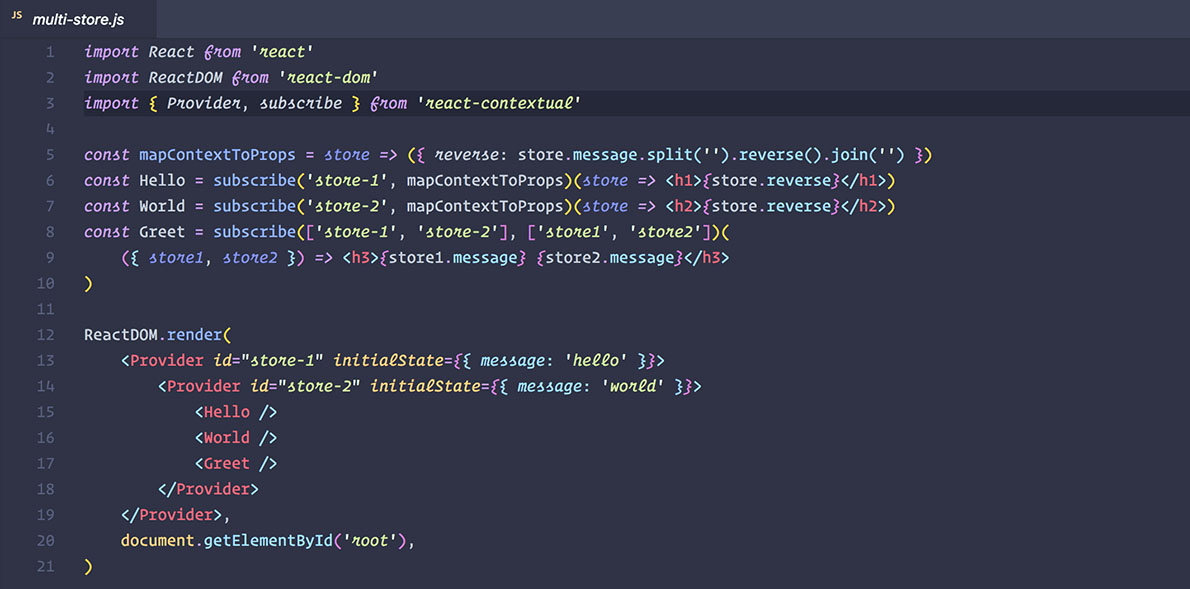 JS multi-store.js
1 import React from 'react'
2 import ReactDOM from 'react-dom'
3 import { Provider, subscribe } from 'react-contextual'
4
5 const mapContextToProps = store => ({ reverse: store.message.split('').reverse().join('') })
6 const Hello = subscribe('store-1', mapContextToProps)(store => <h1>{store.reverse}</h1>)
7 const World = subscribe('store-2', mapContextToProps)(store => <h2>{store.reverse}</h2>)
8 const Greet = subscribe(['store-1', 'store-2'], ['store1', 'store2'])(
9     ({ store1, store2 }) => <h3>{store1.message} {store2.message}</h3>
10 )
11
12 ReactDOM.render(
13     <Provider id="store-1" initialState={{ message: 'hello' }}>
14         <Provider id="store-2" initialState={{ message: 'world' }}>
15             <Hello />
16             <World />
17             <Greet />
18         </Provider>
19     </Provider>,
20     document.getElementById('root'),
21 )